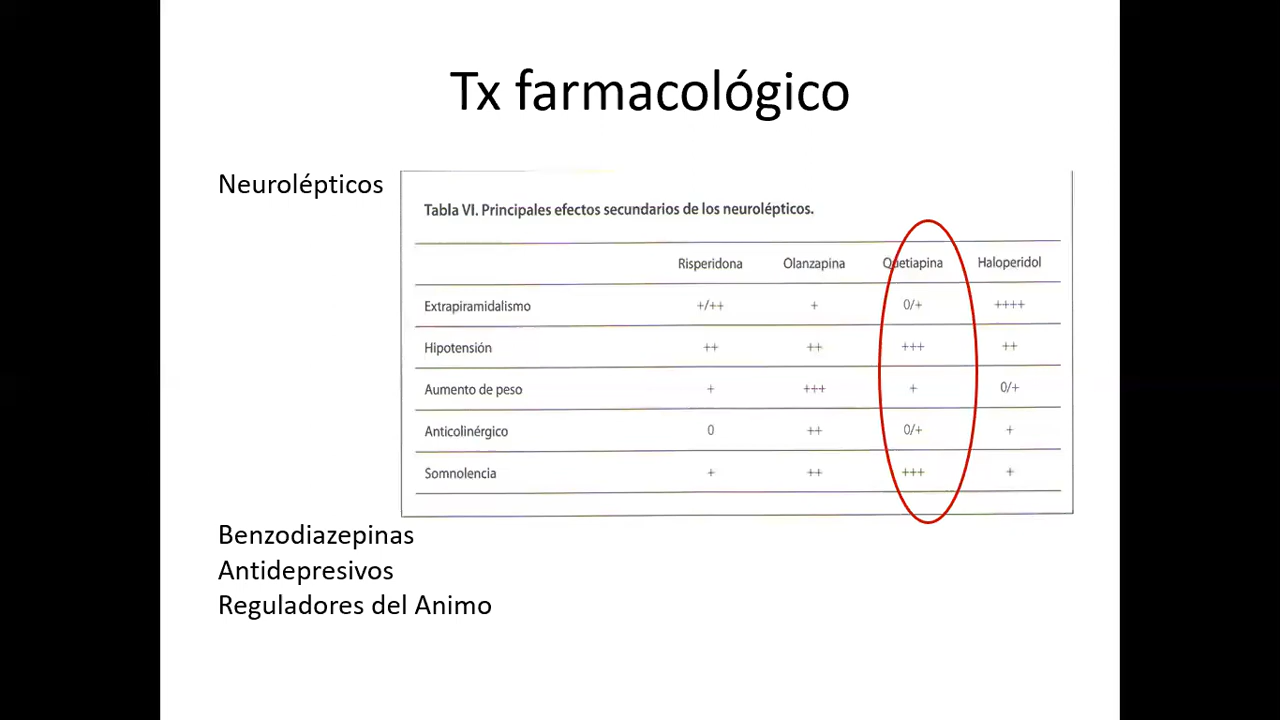 Tx farmacológico
Neurolépticos
Tabla VI. Principales efectos secundarios de los neurolépticos.
Risperidona Olanzapina Quetiapina Haloperidol
Extrapiramidalismo +/++ + 0/+ ++++
Hipotensión ++ ++ +++ ++
Aumento de peso + +++ + 0/+
Anticolinérgico 0 ++ 0/+ +
Somnolencia + ++ +++ +
Benzodiazepinas
Antidepresivos
Reguladores del Animo